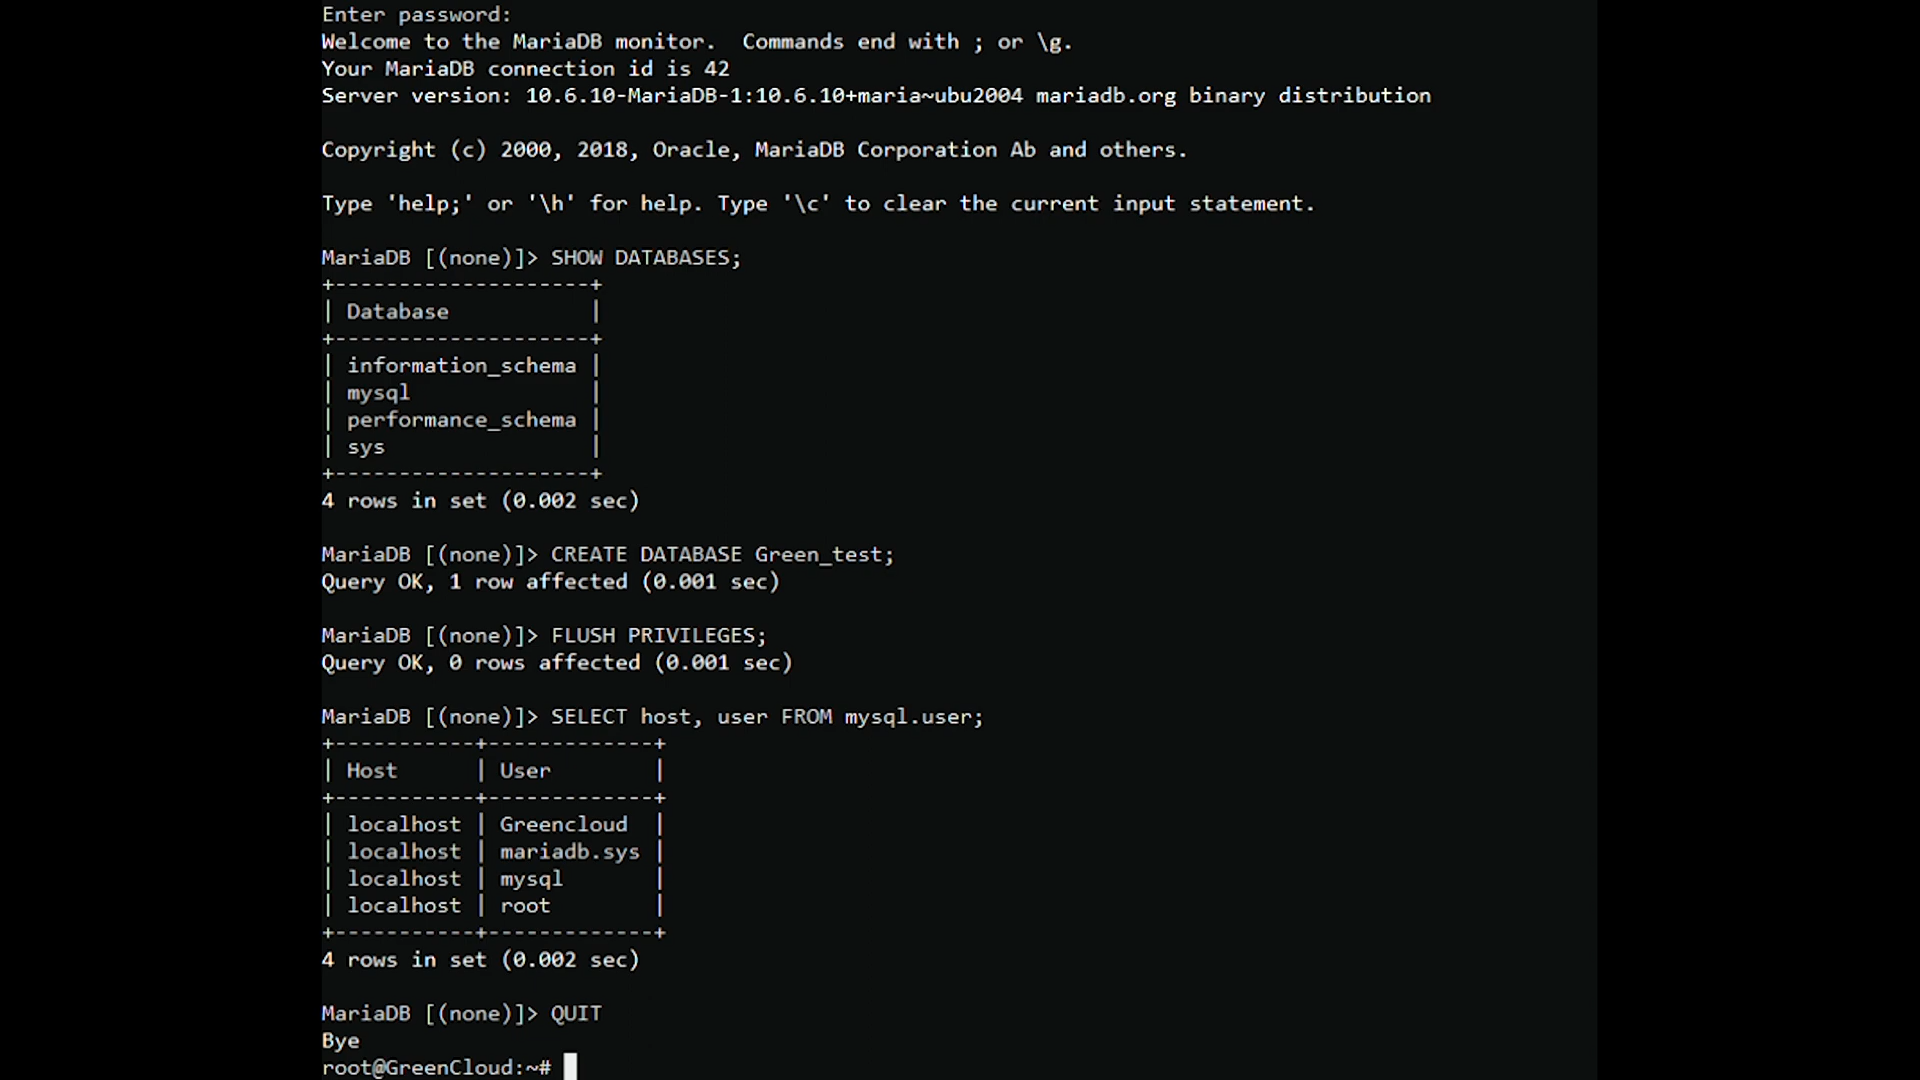 Enter password:
Welcome to the MariaDB monitor.  Commands end with ; or \g.
Your MariaDB connection id is 42
Server version: 10.6.10-MariaDB-1:10.6.10+maria~ubu2004 mariadb.org binary distribution

Copyright (c) 2000, 2018, Oracle, MariaDB Corporation Ab and others.

Type 'help;' or '\h' for help. Type '\c' to clear the current input statement.

MariaDB [(none)]> SHOW DATABASES;
+--------------------+
| Database           |
+--------------------+
| information_schema |
| mysql              |
| performance_schema |
| sys                |
+--------------------+
4 rows in set (0.002 sec)

MariaDB [(none)]> CREATE DATABASE Green_test;
Query OK, 1 row affected (0.001 sec)

MariaDB [(none)]> FLUSH PRIVILEGES;
Query OK, 0 rows affected (0.001 sec)

MariaDB [(none)]> SELECT host, user FROM mysql.user;
+-----------+-------------+
| Host      | User        |
+-----------+-------------+
| localhost | Greencloud  |
| localhost | mariadb.sys |
| localhost | mysql       |
| localhost | root        |
+-----------+-------------+
4 rows in set (0.002 sec)

MariaDB [(none)]> QUIT
Bye
root@GreenCloud:~#